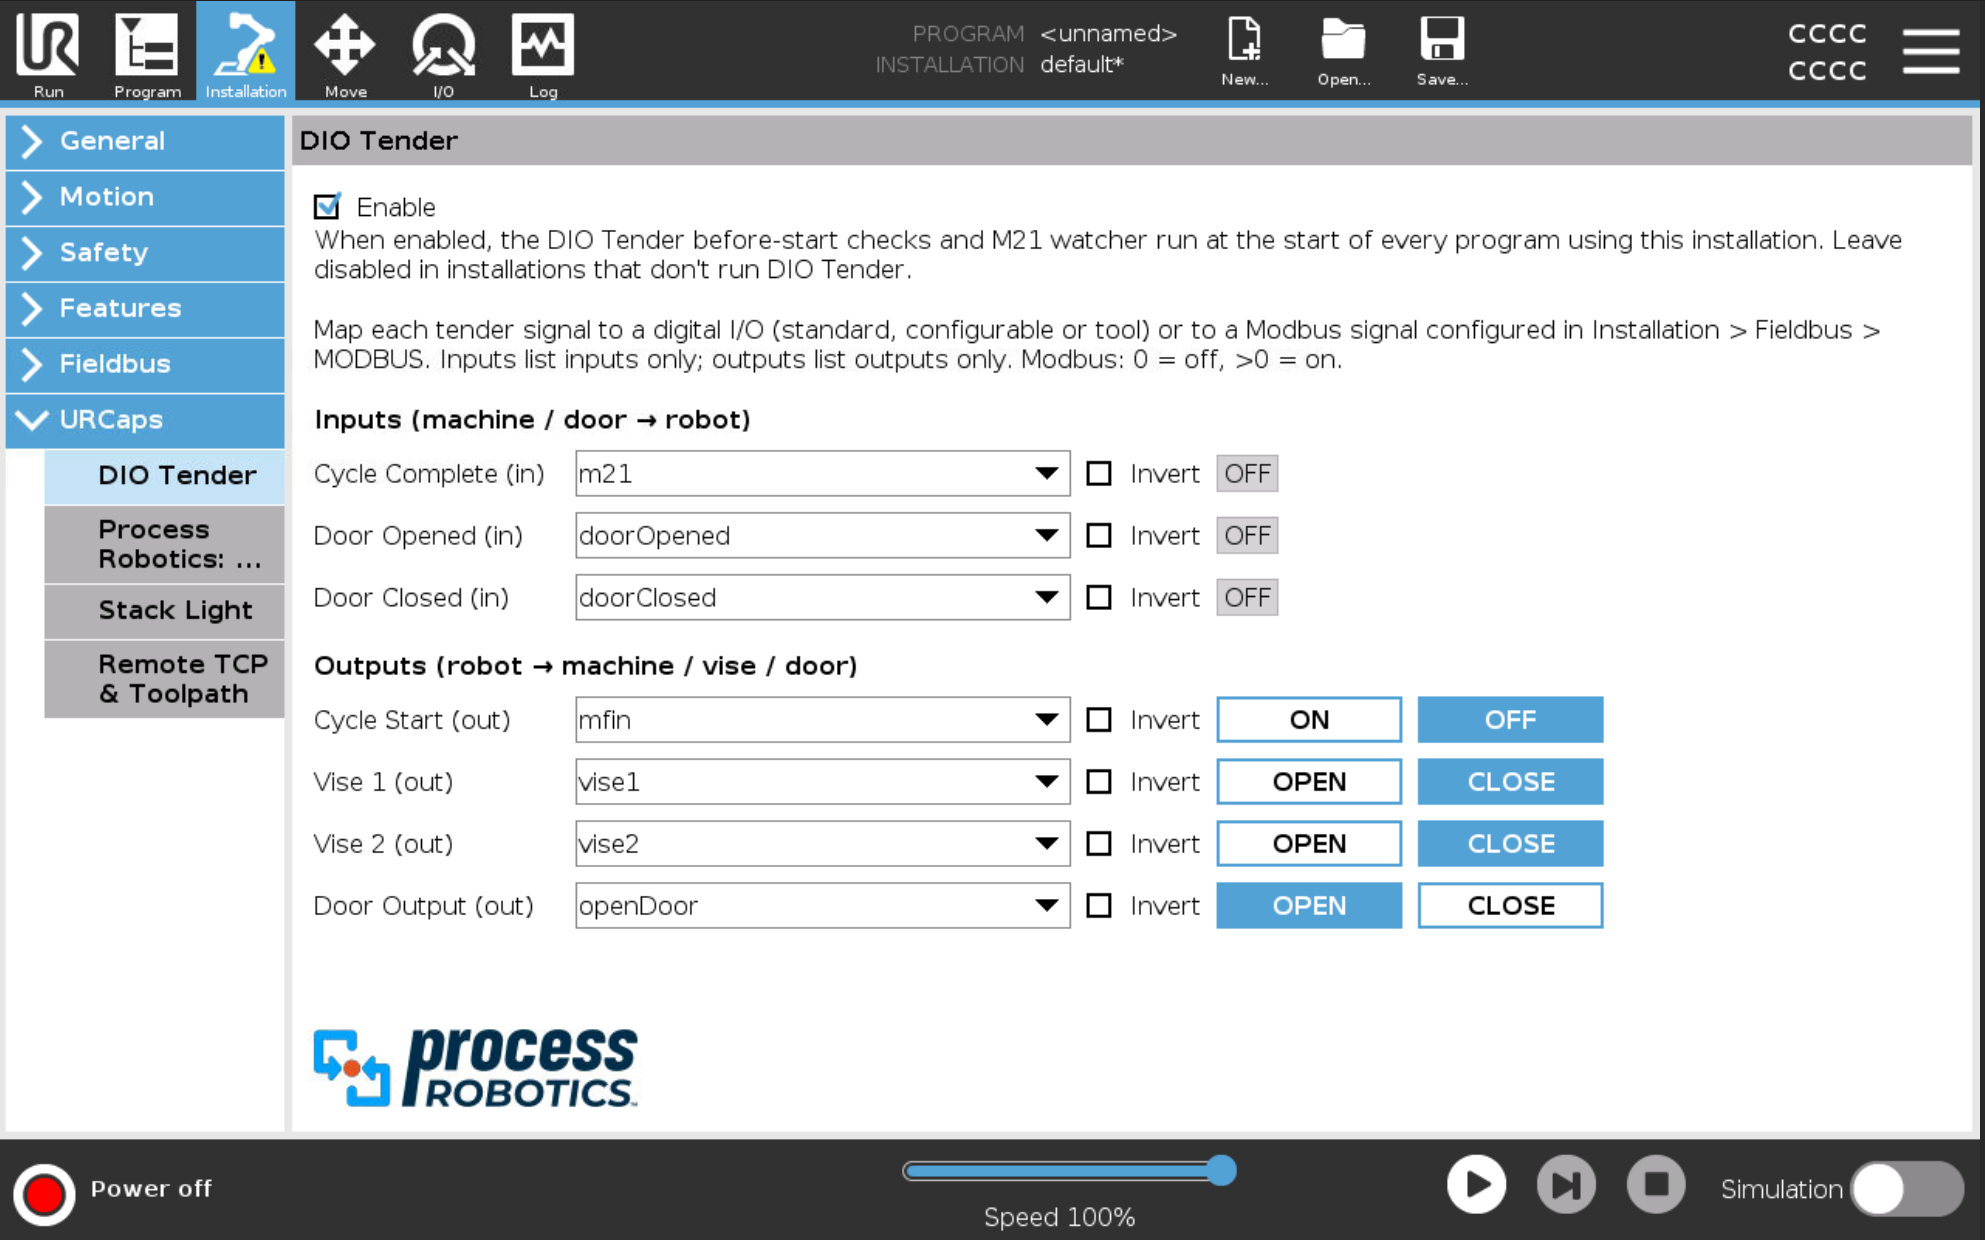 PROGRAM <unnamed>
INSTALLATION default*
CCCC
CCCC
Run
Program
Installation
Move
I/O
Log
New...
Open...
Save...
General
Motion
Safety
Features
Fieldbus
URCaps
DIO Tender
Process
Robotics: ...
Stack Light
Remote TCP
& Toolpath
DIO Tender
Enable
When enabled, the DIO Tender before-start checks and M21 watcher run at the start of every program using this installation. Leave
disabled in installations that don't run DIO Tender.
Map each tender signal to a digital I/O (standard, configurable or tool) or to a Modbus signal configured in Installation > Fieldbus >
MODBUS. Inputs list inputs only; outputs list outputs only. Modbus: 0 = off, >0 = on.
Inputs (machine / door → robot)
Cycle Complete (in) m21 Invert OFF
Door Opened (in) doorOpened Invert OFF
Door Closed (in) doorClosed Invert OFF
Outputs (robot → machine / vise / door)
Cycle Start (out) mfin Invert ON OFF
Vise 1 (out) vise1 Invert OPEN CLOSE
Vise 2 (out) vise2 Invert OPEN CLOSE
Door Output (out) openDoor Invert OPEN CLOSE
process
ROBOTICS™
Power off
Speed 100%
Simulation